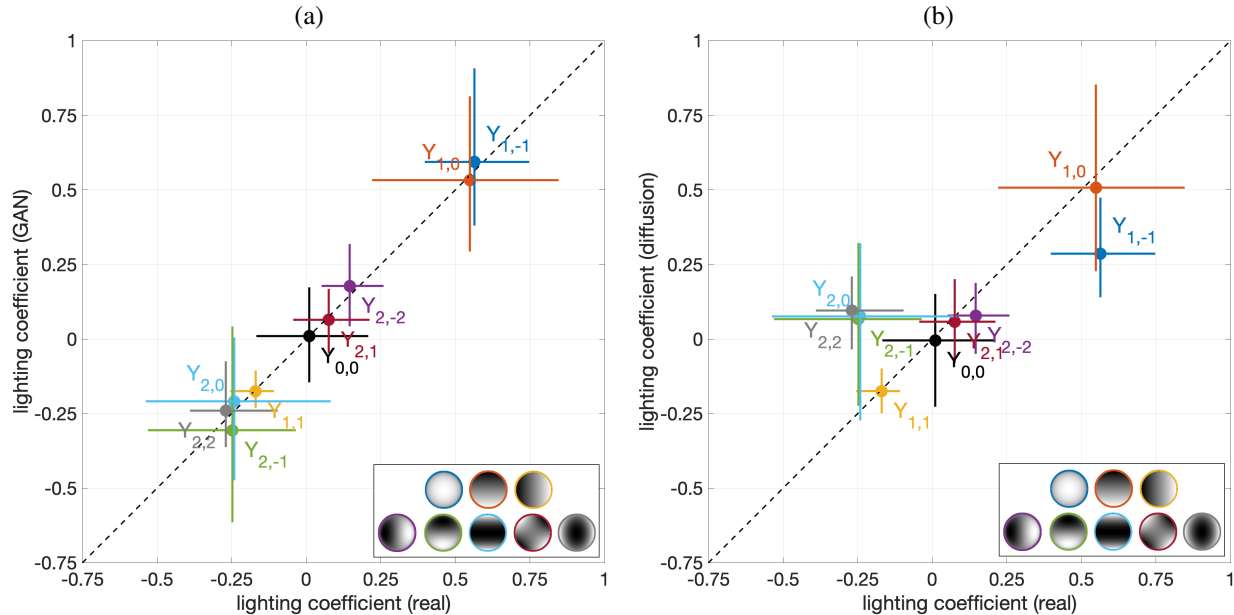 (a)
1
0.75
0.5
0.25
0
-0.25
-0.5
-0.75
lighting coefficient (GAN)
Y1,-1
Y1,0
Y2,-2
Y2,1
Y0,0
Y2,0
Y1,1
Y2,2
Y2,-1
-0.75 -0.5 -0.25 0 0.25 0.5 0.75 1
lighting coefficient (real)
(b)
1
0.75
0.5
0.25
0
-0.25
-0.5
-0.75
lighting coefficient (diffusion)
Y1,0
Y1,-1
Y2,0
Y2,2
Y2,-1
Y2,1
Y2,-2
Y0,0
Y1,1
-0.75 -0.5 -0.25 0 0.25 0.5 0.75 1
lighting coefficient (real)